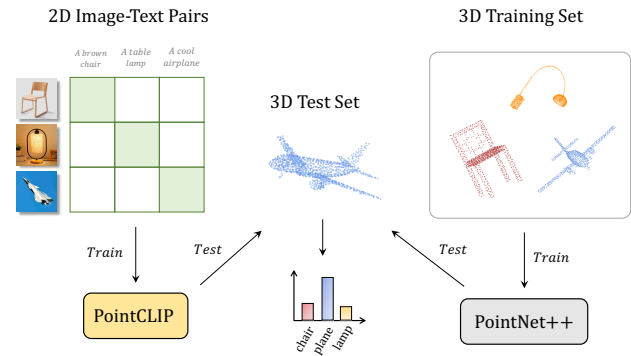 2D Image-Text Pairs
3D Training Set
A brown
chair
A table
lamp
A cool
airplane
3D Test Set
Train
Test
Test
Train
PointCLIP
chair
plane
lamp
PointNet++